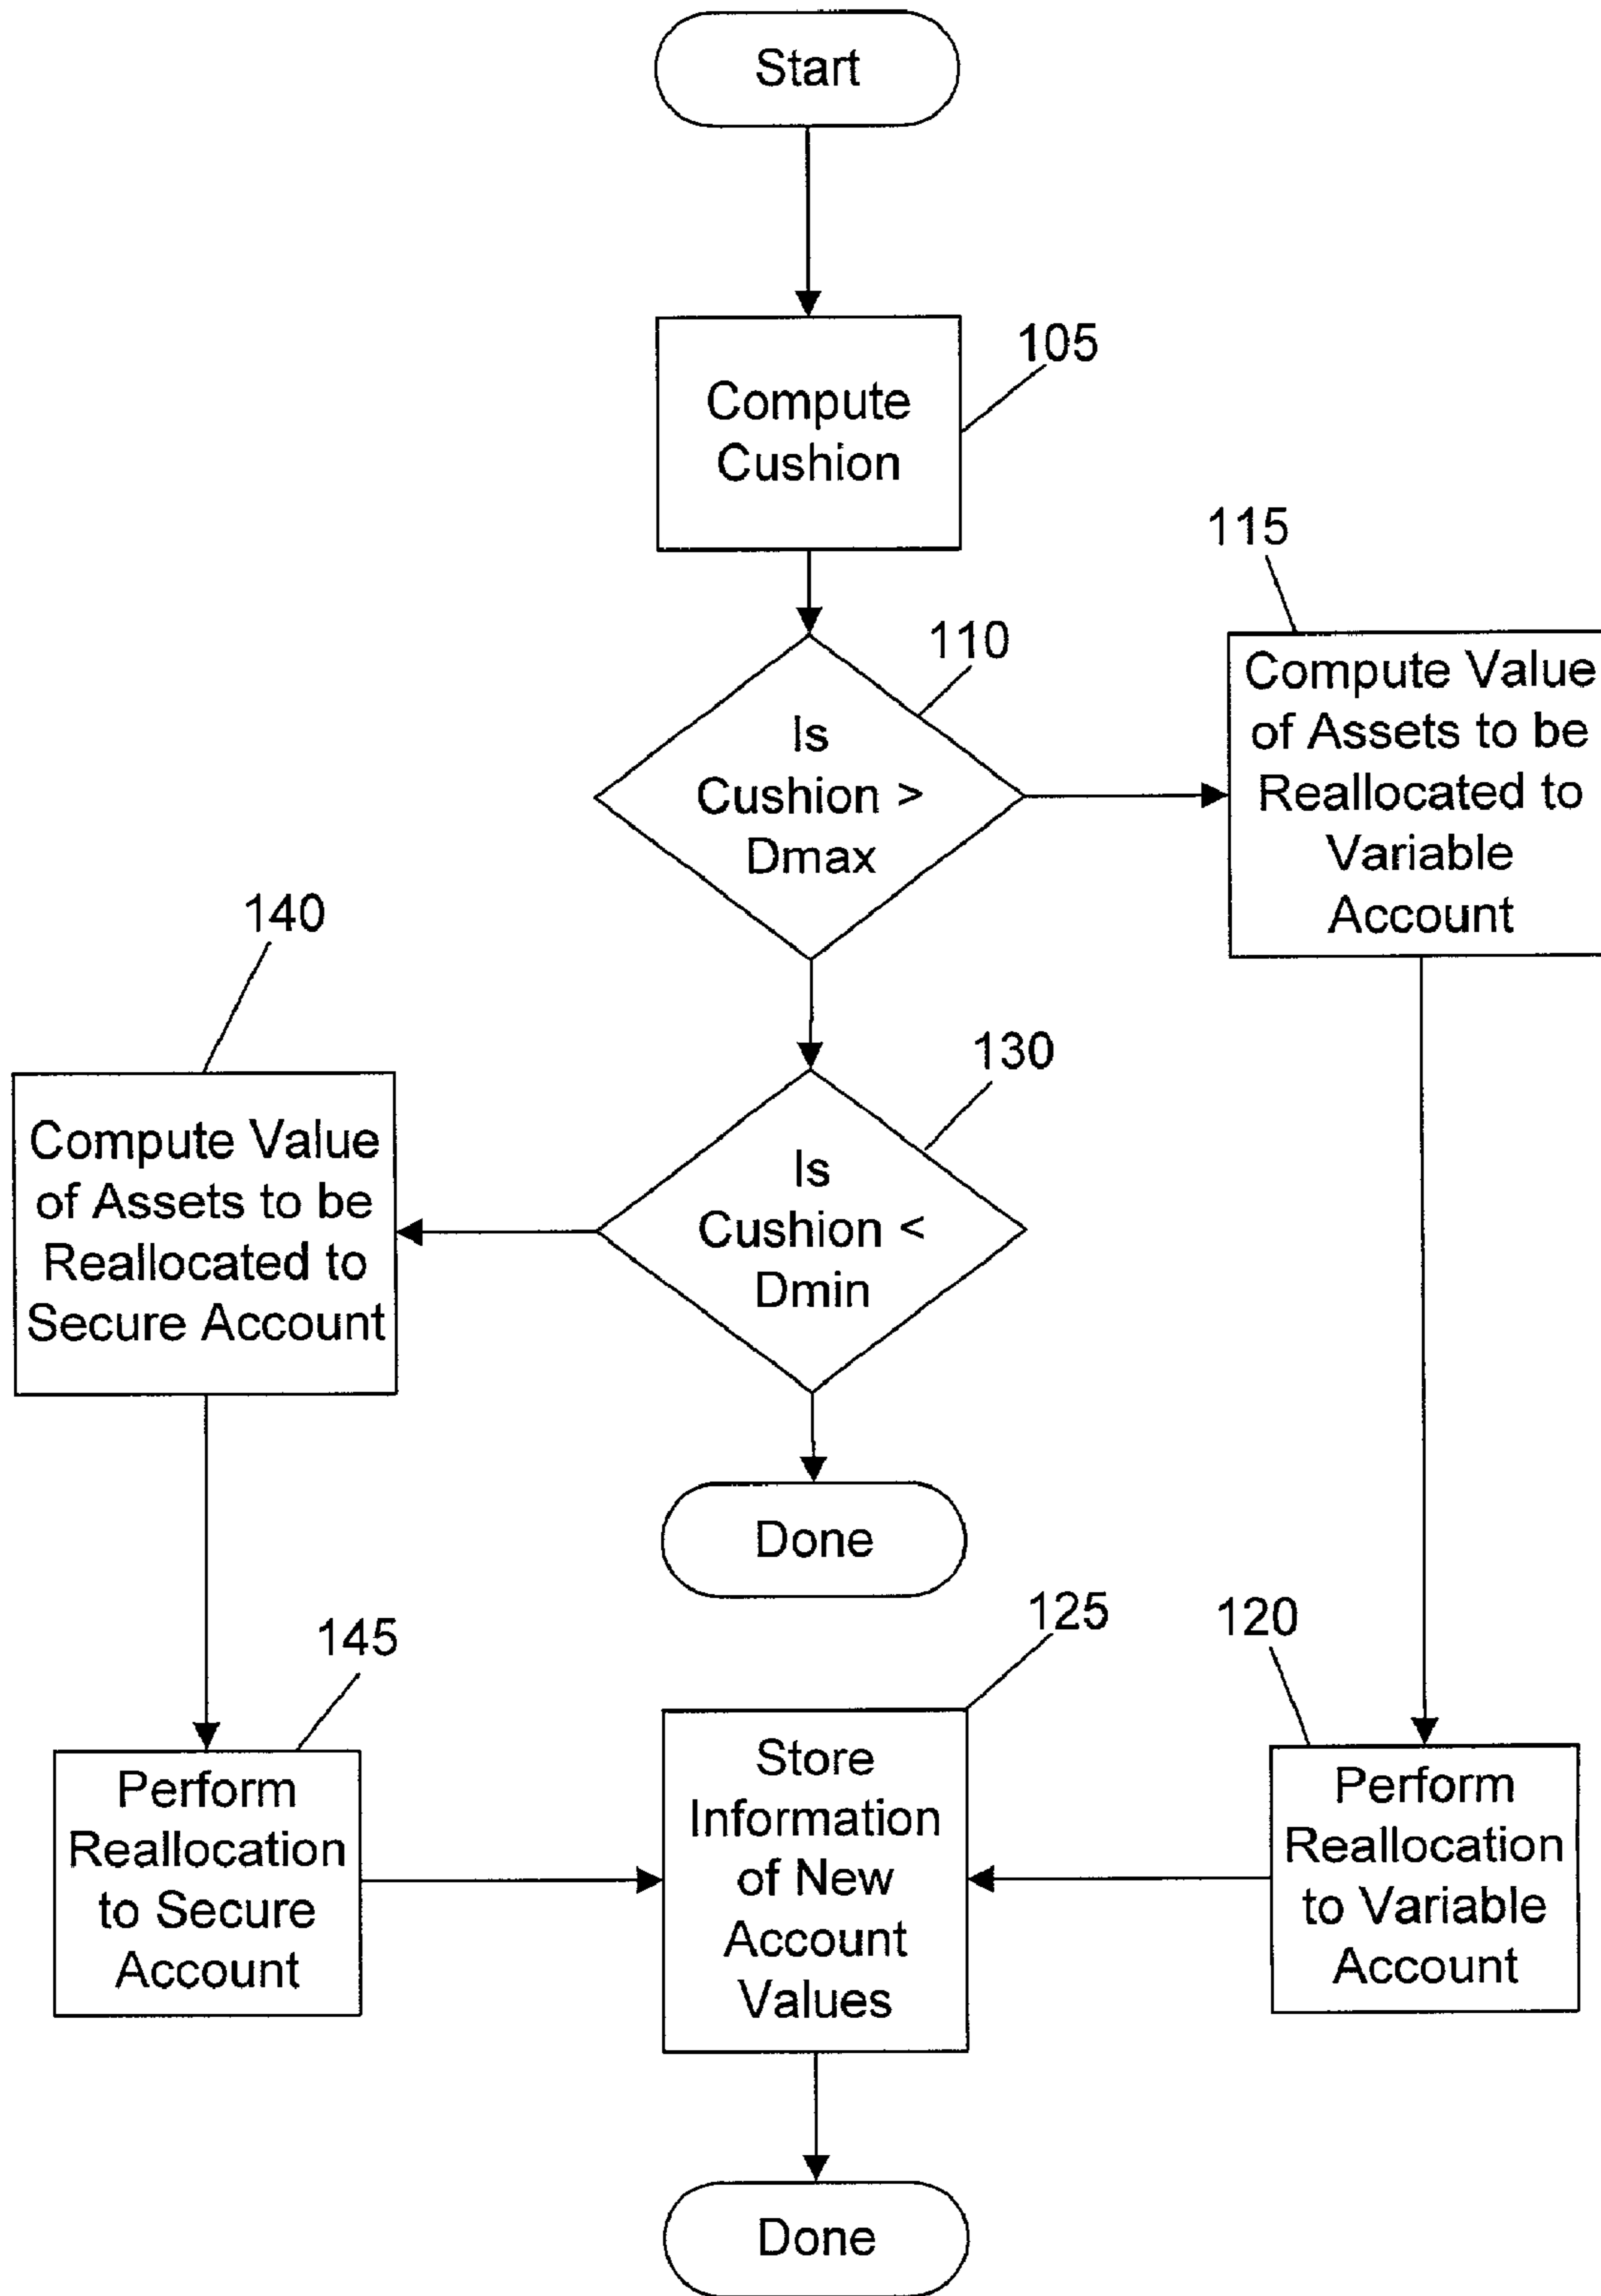 Start
105
Compute
Cushion
115
110
Compute Value
of Assets to be
Reallocated to
Variable
Account
Is
Cushion >
Dmax
140
130
Compute Value
of Assets to be
Reallocated to
Secure Account
Is
Cushion <
Dmin
Done
145
125
120
Perform
Reallocation
to Secure
Account
Store
Information
of New
Account
Values
Perform
Reallocation
to Variable
Account
Done